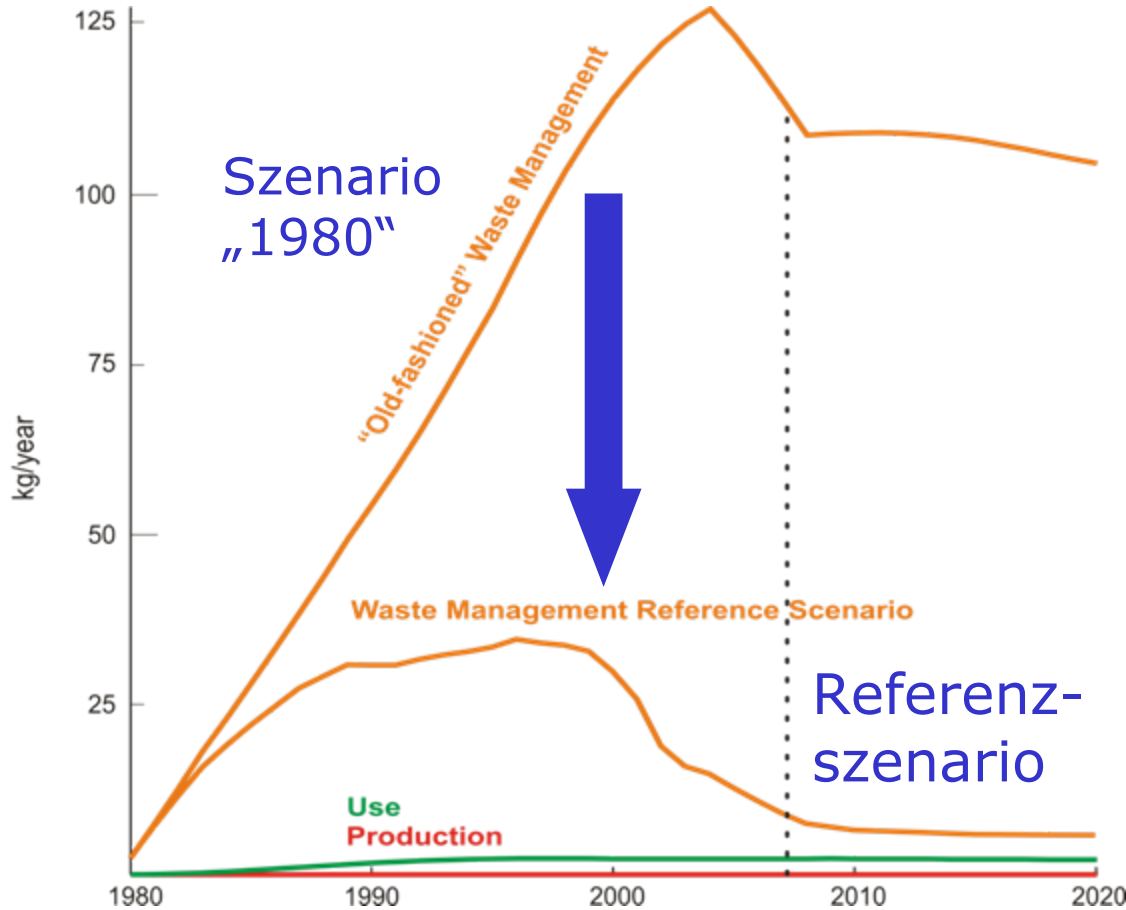 125
100
75
50
25
kg/year
Szenario
„1980“
“Old-fashioned” Waste Management
Waste Management Reference Scenario
Referenz-
szenario
Use
Production
1980
1990
2000
2010
2020